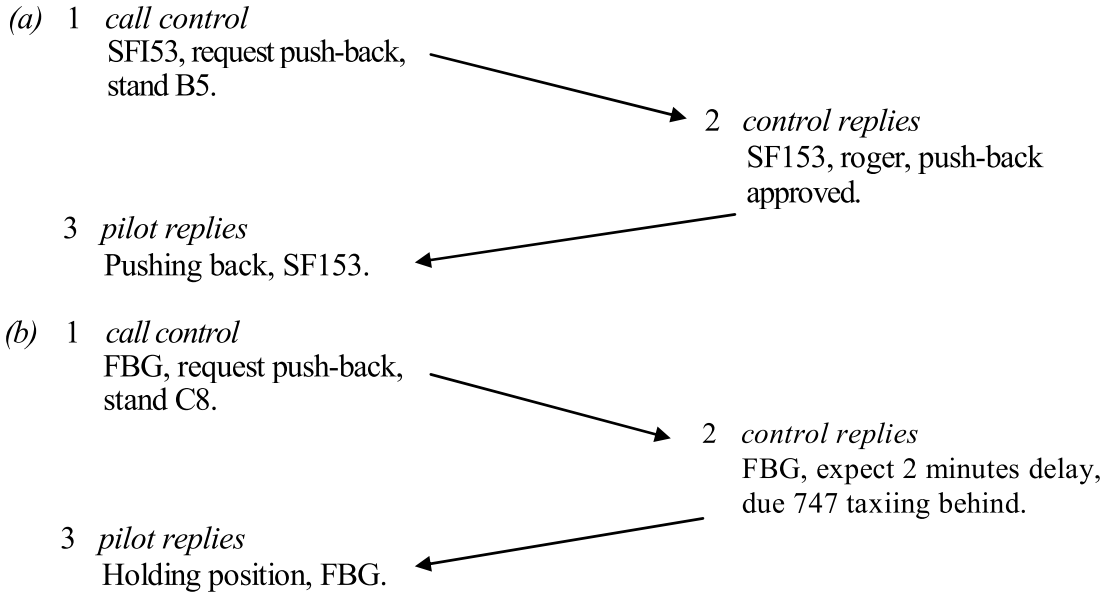 (a) 1 call control
SFI53, request push-back,
stand B5.
2 control replies
SF153, roger, push-back
approved.
3 pilot replies
Pushing back, SF153.
(b) 1 call control
FBG, request push-back,
stand C8.
2 control replies
FBG, expect 2 minutes delay,
due 747 taxiing behind.
3 pilot replies
Holding position, FBG.